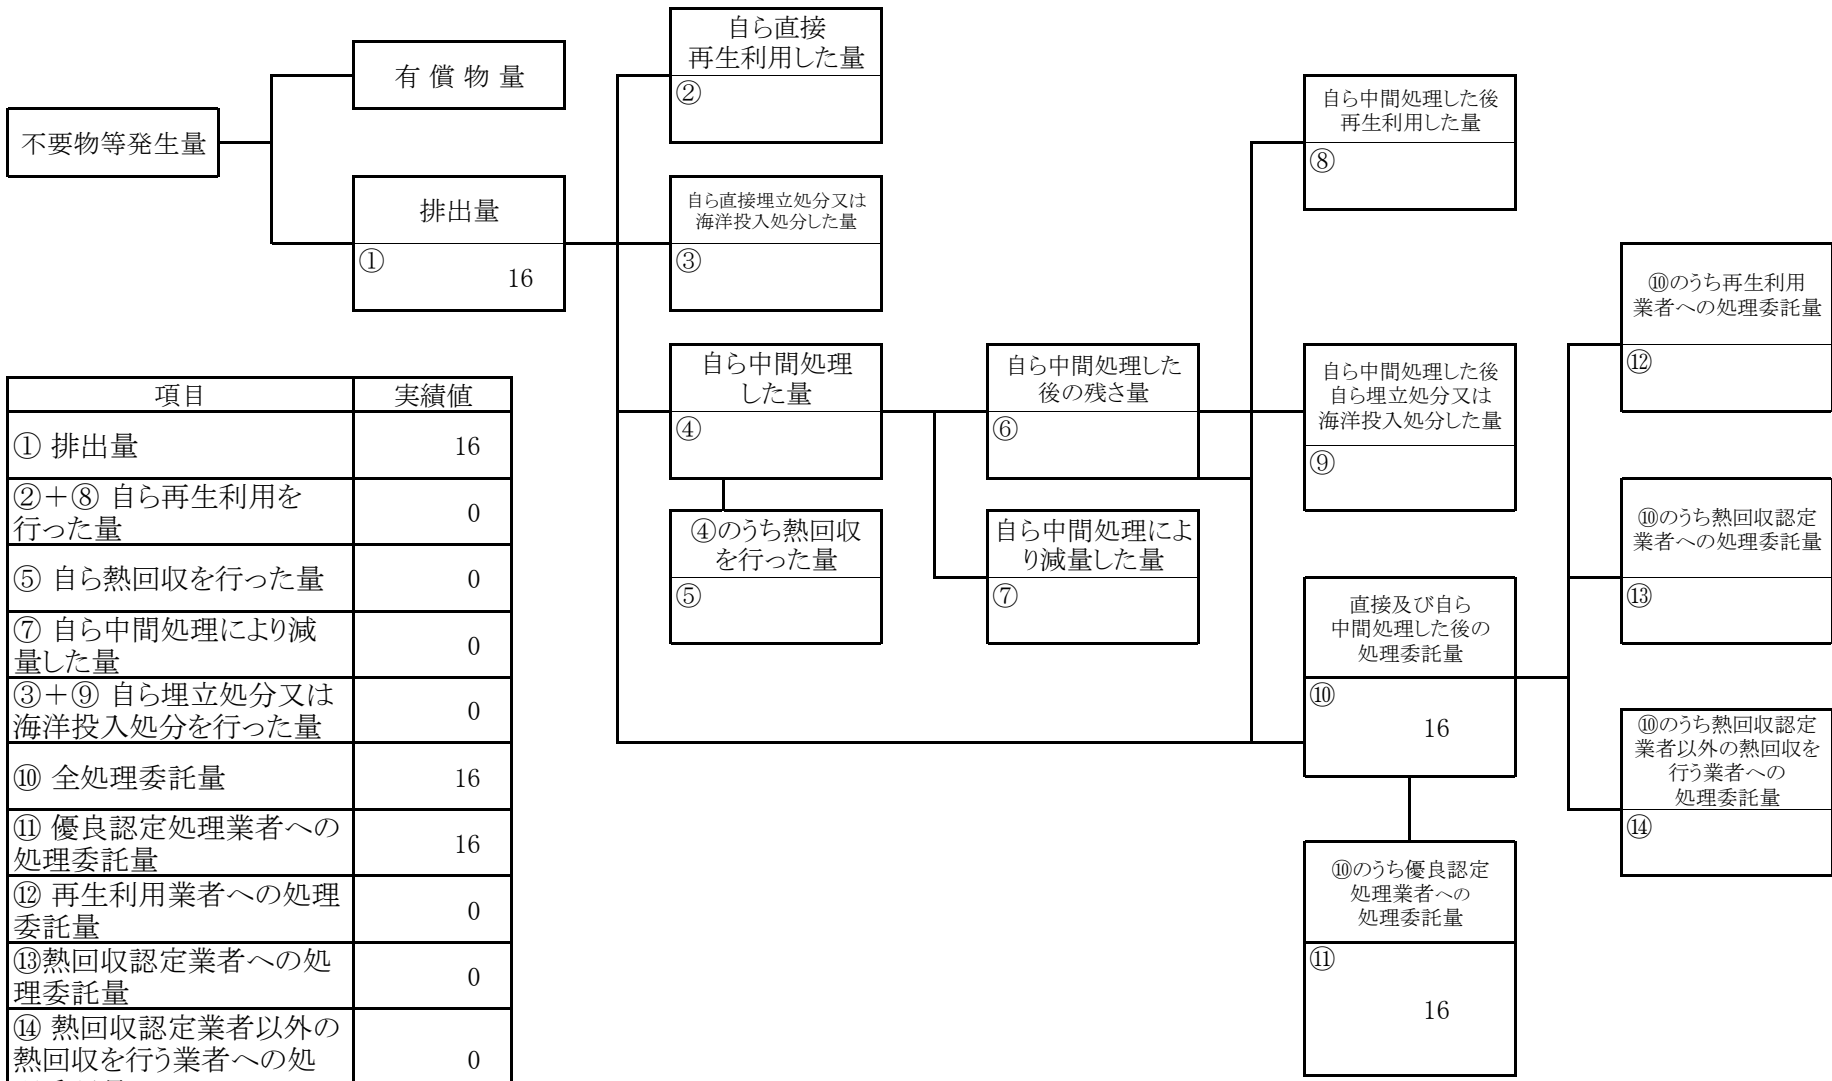 不要物等発生量
有償物量
排出量
①
16
自ら直接
再生利用した量
②
自ら直接埋立処分又は
海洋投入処分した量
③
自ら中間処理
した量
④
④のうち熱回収
を行った量
⑤
自ら中間処理した
後の残さ量
⑥
自ら中間処理によ
り減量した量
⑦
自ら中間処理した後
再生利用した量
⑧
自ら中間処理した後
自ら埋立処分又は
海洋投入処分した量
⑨
直接及び自ら
中間処理した後の
処理委託量
⑩
16
⑩のうち優良認定
処理業者への
処理委託量
⑪
16
⑩のうち再生利用
業者への処理委託量
⑫
⑩のうち熱回収認定
業者への処理委託量
⑬
⑩のうち熱回収認定
業者以外の熱回収を
行う業者への
処理委託量
⑭
項目 実績値
① 排出量 16
②+⑧ 自ら再生利用を
行った量 0
⑤ 自ら熱回収を行った量 0
⑦ 自ら中間処理により減
量した量 0
③+⑨ 自ら埋立処分又は
海洋投入処分を行った量 0
⑩ 全処理委託量 16
⑪ 優良認定処理業者への
処理委託量 16
⑫ 再生利用業者への処理
委託量 0
⑬熱回収認定業者への処
理委託量 0
⑭ 熱回収認定業者以外の
熱回収を行う業者への処 0